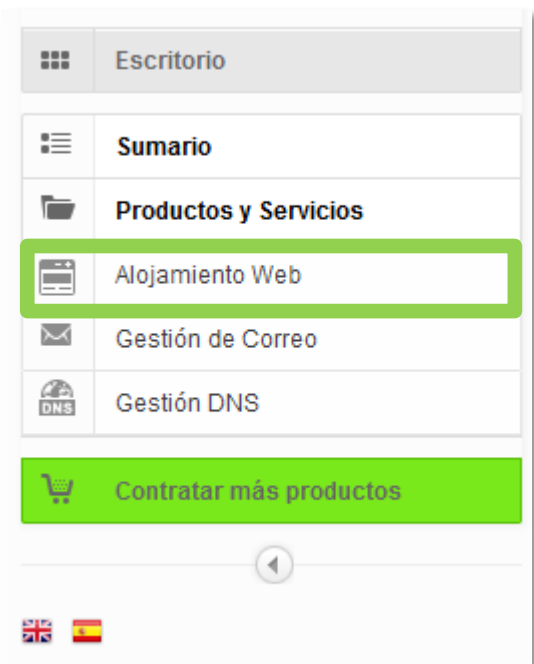 Escritorio
Sumario
Productos y Servicios
Alojamiento Web
Gestión de Correo
DNS Gestión DNS
Contratar más productos